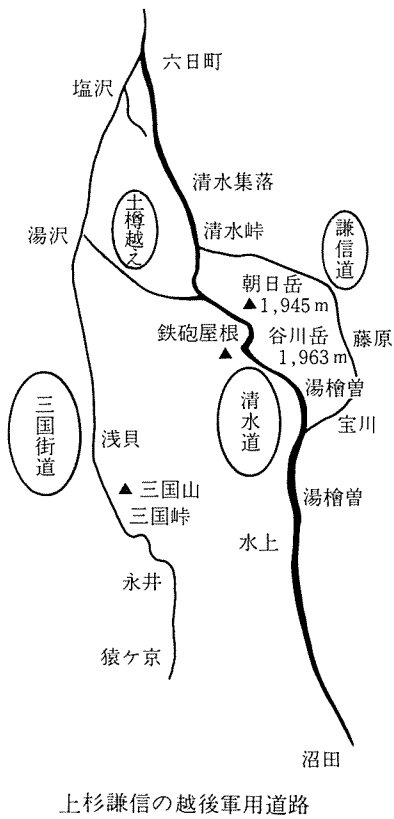 六日町
塩沢
清水集落
土樽越え
謙信道
湯沢
清水峠
朝日岳
▲1,945m
鉄砲屋根
▲
谷川岳
1,963m
藤原
湯檜曽
宝川
三国街道
清水道
浅貝
▲三国山
三国峠
湯檜曽
水上
永井
猿ケ京
沼田
上杉謙信の越後軍用道路